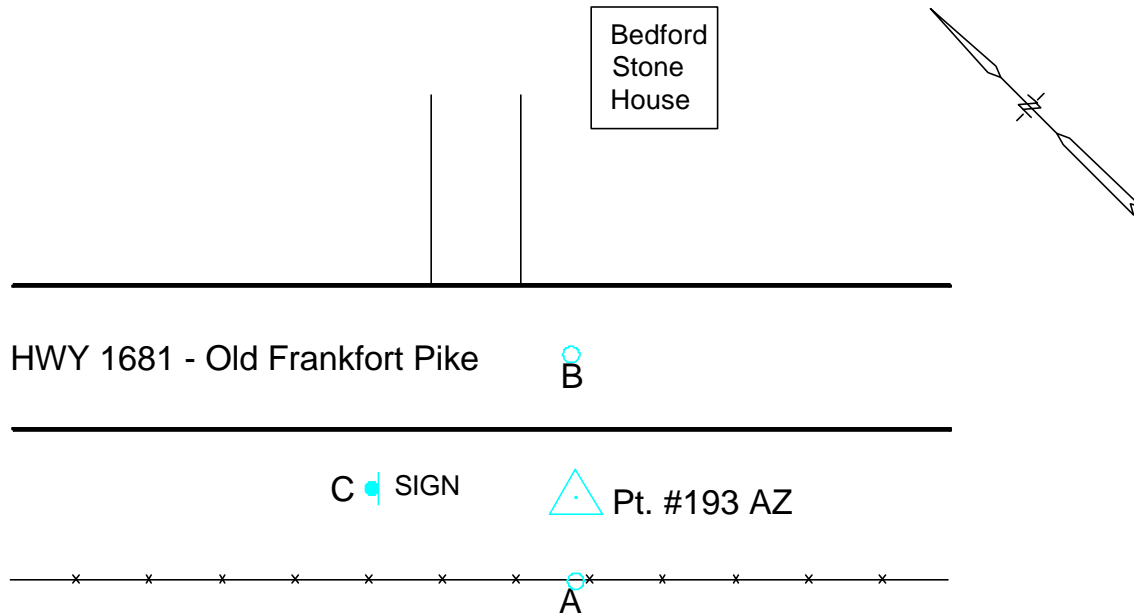 Bedford
Stone
House
HWY 1681 - Old Frankfort Pike
B
C
SIGN
Pt. #193 AZ
A